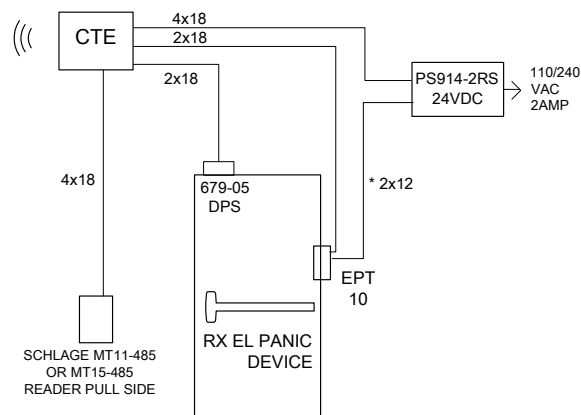 4x18
CTE
2x18
2x18
PS914-2RS
24VDC
110/240
VAC
2AMP
4x18
679-05
DPS
* 2x12
EPT
10
RX EL PANIC
DEVICE
SCHLAGE MT11-485
OR MT15-485
READER PULL SIDE